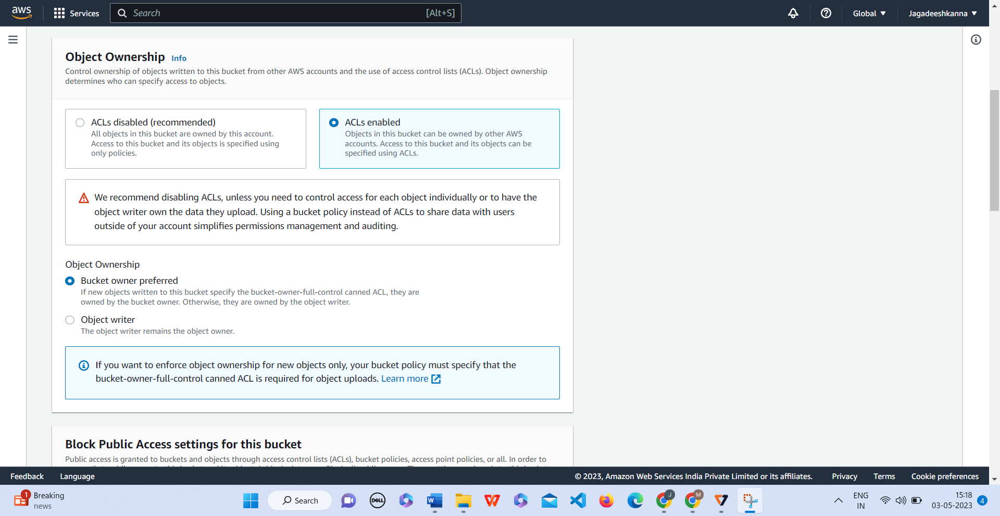 aws
Services
Search
[Alt+S]
Global
Jagadeeshkanna
Object Ownership Info
Control ownership of objects written to this bucket from other AWS accounts and the use of access control lists (ACLs). Object ownership
determines who can specify access to objects.
ACLs disabled (recommended)
All objects in this bucket are owned by this account.
Access to this bucket and its objects is specified using
only policies.
ACLs enabled
Objects in this bucket can be owned by other AWS
accounts. Access to this bucket and its objects can be
specified using ACLs.
We recommend disabling ACLs, unless you need to control access for each object individually or to have the
object writer own the data they upload. Using a bucket policy instead of ACLs to share data with users
outside of your account simplifies permissions management and auditing.
Object Ownership
Bucket owner preferred
If new objects written to this bucket specify the bucket-owner-full-control canned ACL, they are
owned by the bucket owner. Otherwise, they are owned by the object writer.
Object writer
The object writer remains the object owner.
If you want to enforce object ownership for new objects only, your bucket policy must specify that the
bucket-owner-full-control canned ACL is required for object uploads. Learn more
Block Public Access settings for this bucket
Public access is granted to buckets and objects through access control lists (ACLs), bucket policies, access point policies, or all. In order to
Feedback
Language
© 2023, Amazon Web Services India Private Limited or its affiliates.
Privacy
Terms
Cookie preferences
1
Breaking
news
Search
DELL
W
J
M
ENG
IN
15:18
03-05-2023
4